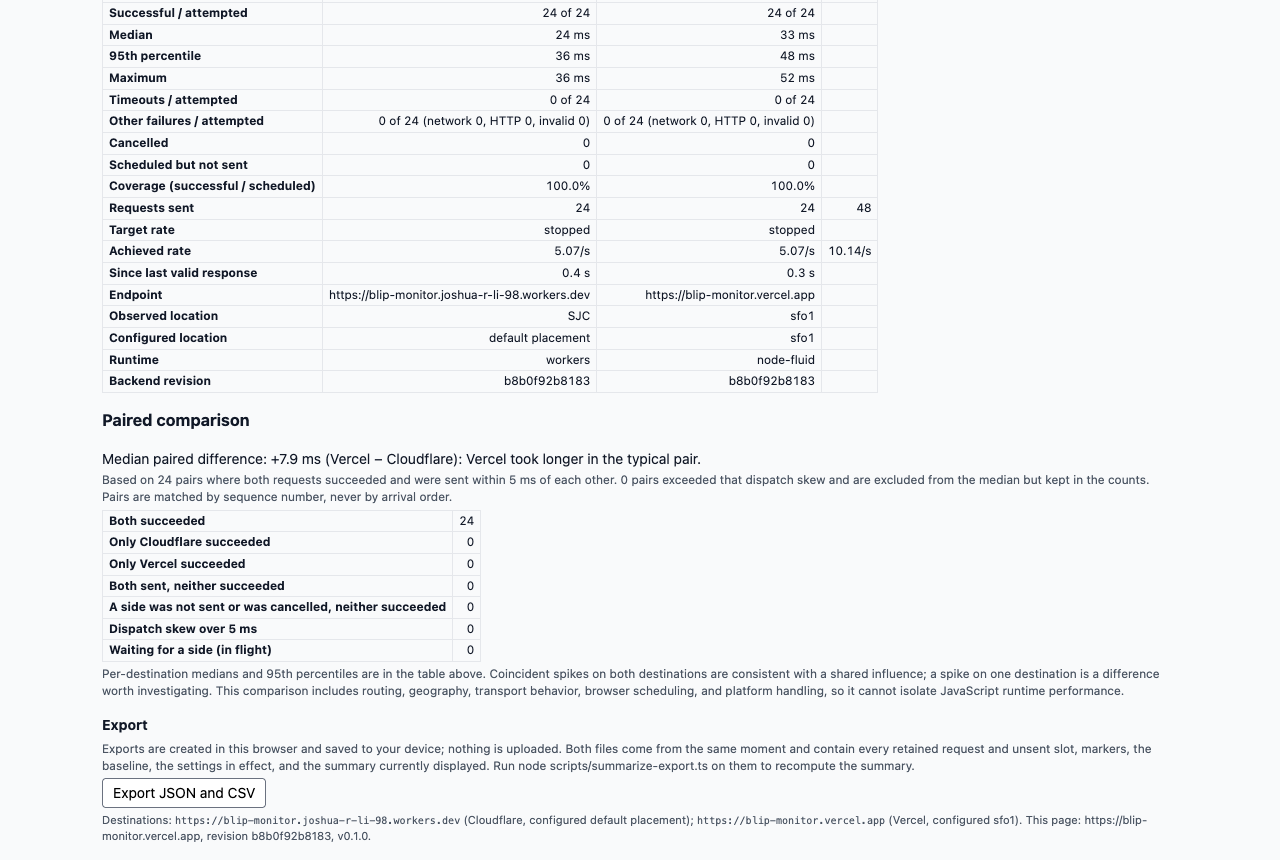 Successful / attempted 24 of 24 24 of 24
Median 24 ms 33 ms
95th percentile 36 ms 48 ms
Maximum 36 ms 52 ms
Timeouts / attempted 0 of 24 0 of 24
Other failures / attempted 0 of 24 (network 0, HTTP 0, invalid 0) 0 of 24 (network 0, HTTP 0, invalid 0)
Cancelled 0 0
Scheduled but not sent 0 0
Coverage (successful / scheduled) 100.0% 100.0%
Requests sent 24 24 48
Target rate stopped stopped
Achieved rate 5.07/s 5.07/s 10.14/s
Since last valid response 0.4 s 0.3 s
Endpoint https://blip-monitor.joshua-r-li-98.workers.dev https://blip-monitor.vercel.app
Observed location SJC sfo1
Configured location default placement sfo1
Runtime workers node-fluid
Backend revision b8b0f92b8183 b8b0f92b8183
Paired comparison
Median paired difference: +7.9 ms (Vercel − Cloudflare): Vercel took longer in the typical pair.
Based on 24 pairs where both requests succeeded and were sent within 5 ms of each other. 0 pairs exceeded that dispatch skew and are excluded from the median but kept in the counts.
Pairs are matched by sequence number, never by arrival order.
Both succeeded 24
Only Cloudflare succeeded 0
Only Vercel succeeded 0
Both sent, neither succeeded 0
A side was not sent or was cancelled, neither succeeded 0
Dispatch skew over 5 ms 0
Waiting for a side (in flight) 0
Per-destination medians and 95th percentiles are in the table above. Coincident spikes on both destinations are consistent with a shared influence; a spike on one destination is a difference
worth investigating. This comparison includes routing, geography, transport behavior, browser scheduling, and platform handling, so it cannot isolate JavaScript runtime performance.
Export
Exports are created in this browser and saved to your device; nothing is uploaded. Both files come from the same moment and contain every retained request and unsent slot, markers, the
baseline, the settings in effect, and the summary currently displayed. Run node scripts/summarize-export.ts on them to recompute the summary.
Export JSON and CSV
Destinations: https://blip-monitor.joshua-r-li-98.workers.dev (Cloudflare, configured default placement); https://blip-monitor.vercel.app (Vercel, configured sfo1). This page: https://blip-
monitor.vercel.app, revision b8b0f92b8183, v0.1.0.